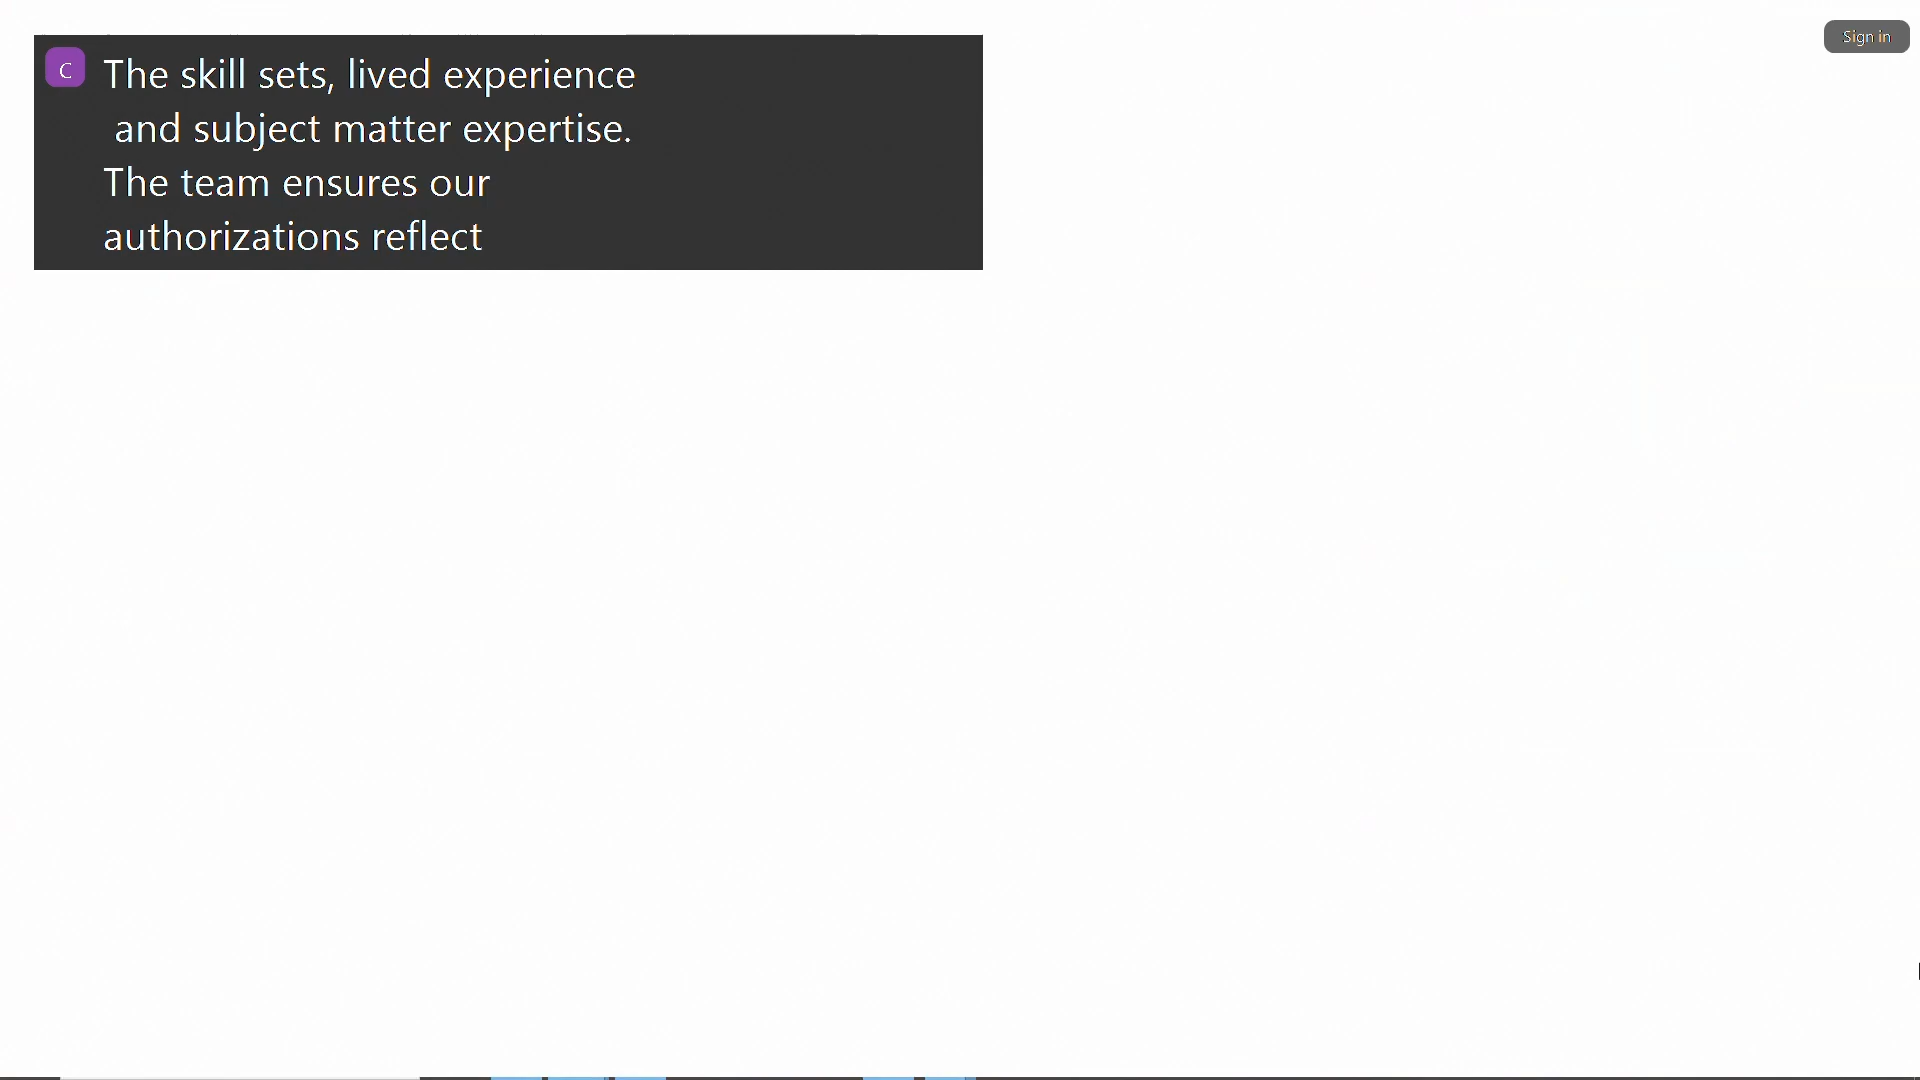 Sign in
C
The skill sets, lived experience
and subject matter expertise.
The team ensures our
authorizations reflect